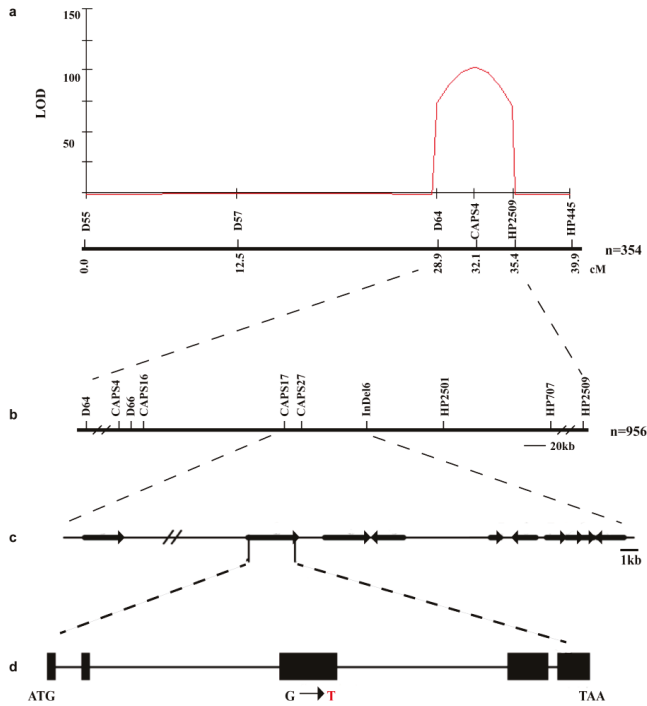 a
150
100
50
LOD
D55
D57
D64
CAPS4
HP2509
HP445
n=354
0.0
12.5
28.9
32.1
35.4
39.9
cM
D64
CAPS4
D66
CAPS16
CAPS17
CAPS27
InDel6
HP2501
HP707
HP2509
b
n=956
20kb
c
1kb
d
ATG
G
T
TAA